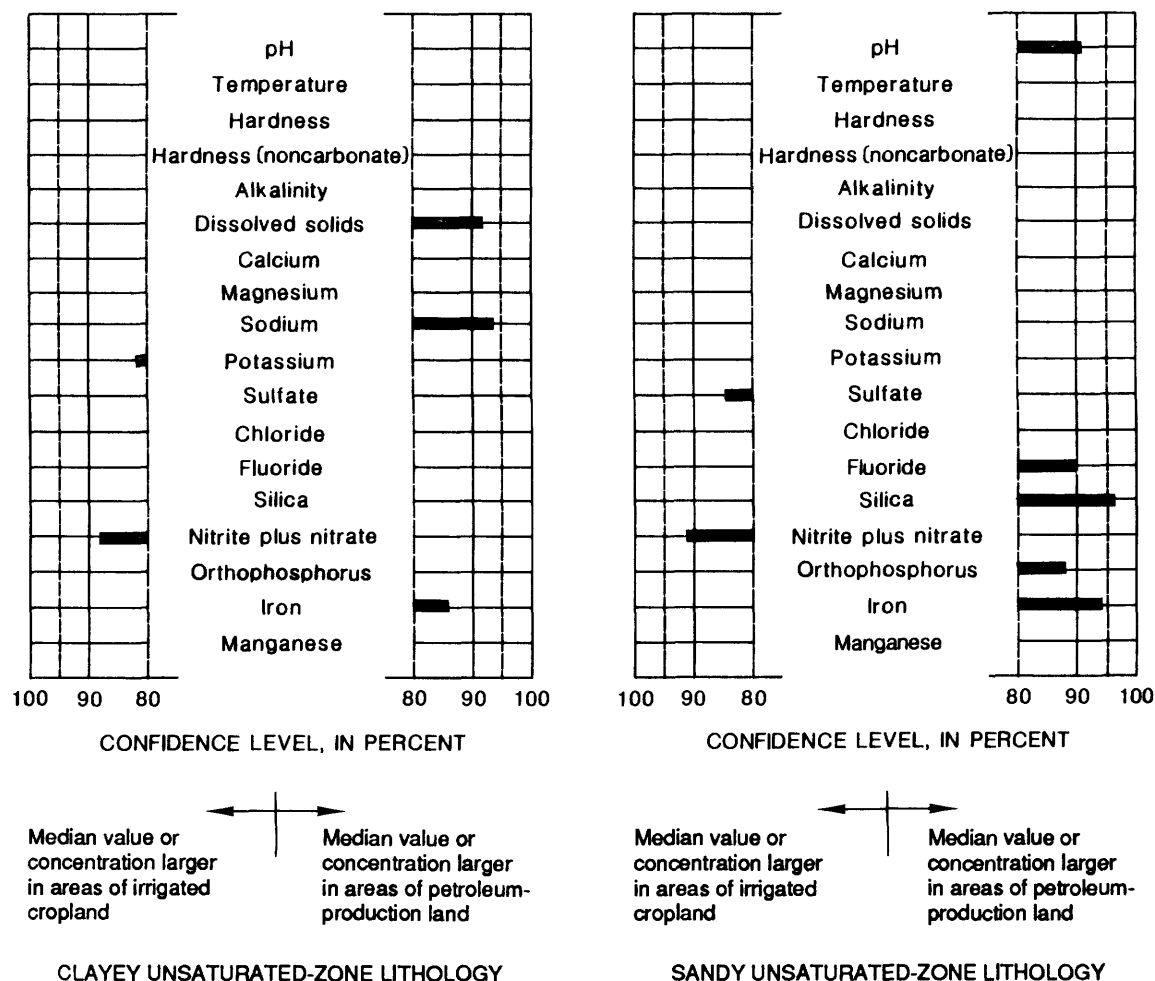 pH
Temperature
Hardness
Hardness (noncarbonate)
Alkalinity
Dissolved solids
Calcium
Magnesium
Sodium
Potassium
Sulfate
Chloride
Fluoride
Silica
Nitrite plus nitrate
Orthophosphorus
Iron
Manganese
100 90 80 80 90 100
CONFIDENCE LEVEL, IN PERCENT
Median value or
concentration larger
in areas of irrigated
cropland
Median value or
concentration larger
in areas of petroleum-
production land
CLAYEY UNSATURATED-ZONE LITHOLOGY
pH
Temperature
Hardness
Hardness (noncarbonate)
Alkalinity
Dissolved solids
Calcium
Magnesium
Sodium
Potassium
Sulfate
Chloride
Fluoride
Silica
Nitrite plus nitrate
Orthophosphorus
Iron
Manganese
100 90 80 80 90 100
CONFIDENCE LEVEL, IN PERCENT
Median value or
concentration larger
in areas of irrigated
cropland
Median value or
concentration larger
in areas of petroleum-
production land
SANDY UNSATURATED-ZONE LITHOLOGY